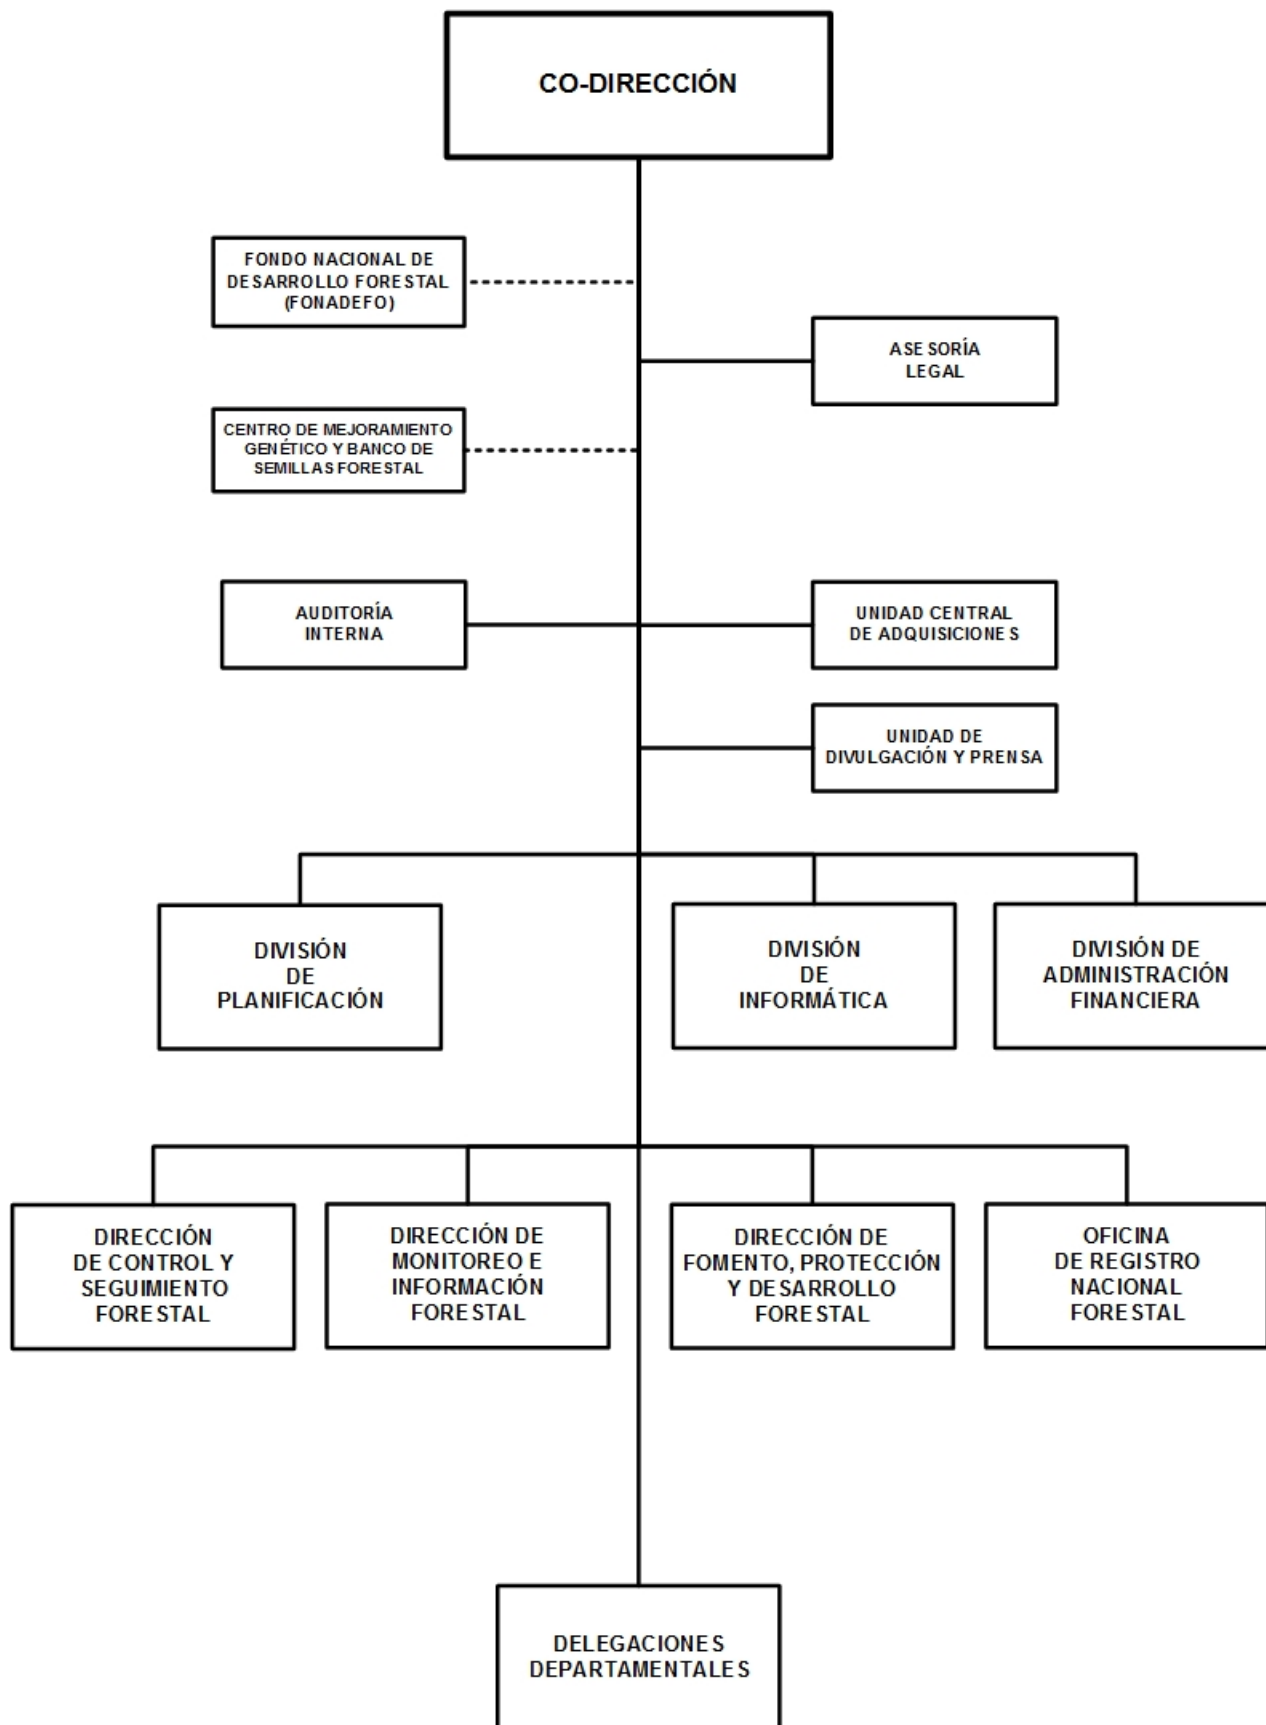 CO-DIRECCIÓN
FONDO NACIONAL DE
DESARROLLO FORESTAL
(FONADEFO)
ASESORÍA
LEGAL
CENTRO DE MEJORAMIENTO
GENÉTICO Y BANCO DE
SEMILLAS FORESTAL
AUDITORÍA
INTERNA
UNIDAD CENTRAL
DE ADQUISICIONES
UNIDAD DE
DIVULGACIÓN Y PRENSA
DIVISIÓN
DE
PLANIFICACIÓN
DIVISIÓN
DE
INFORMÁTICA
DIVISIÓN DE
ADMINISTRACIÓN
FINANCIERA
DIRECCIÓN
DE CONTROL Y
SEGUIMIENTO
FORESTAL
DIRECCIÓN DE
MONITOREO E
INFORMACIÓN
FORESTAL
DIRECCIÓN DE
FOMENTO, PROTECCIÓN
Y DESARROLLO
FORESTAL
OFICINA
DE REGISTRO
NACIONAL
FORESTAL
DELEGACIONES
DEPARTAMENTALES